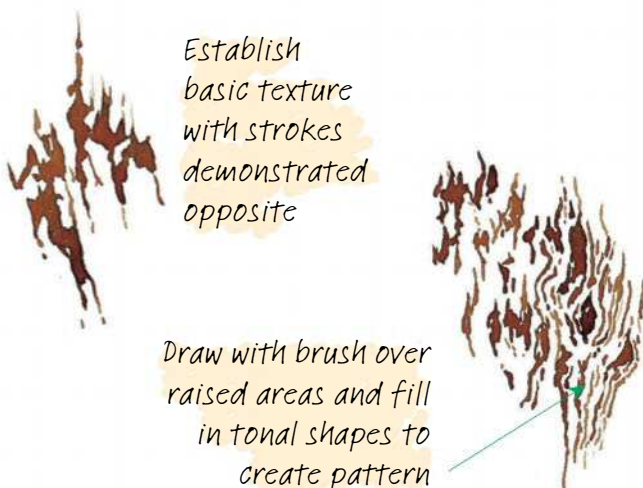 Establish
basic texture
with strokes
demonstrated
opposite
Draw with brush over
raised areas and fill
in tonal shapes to
create pattern